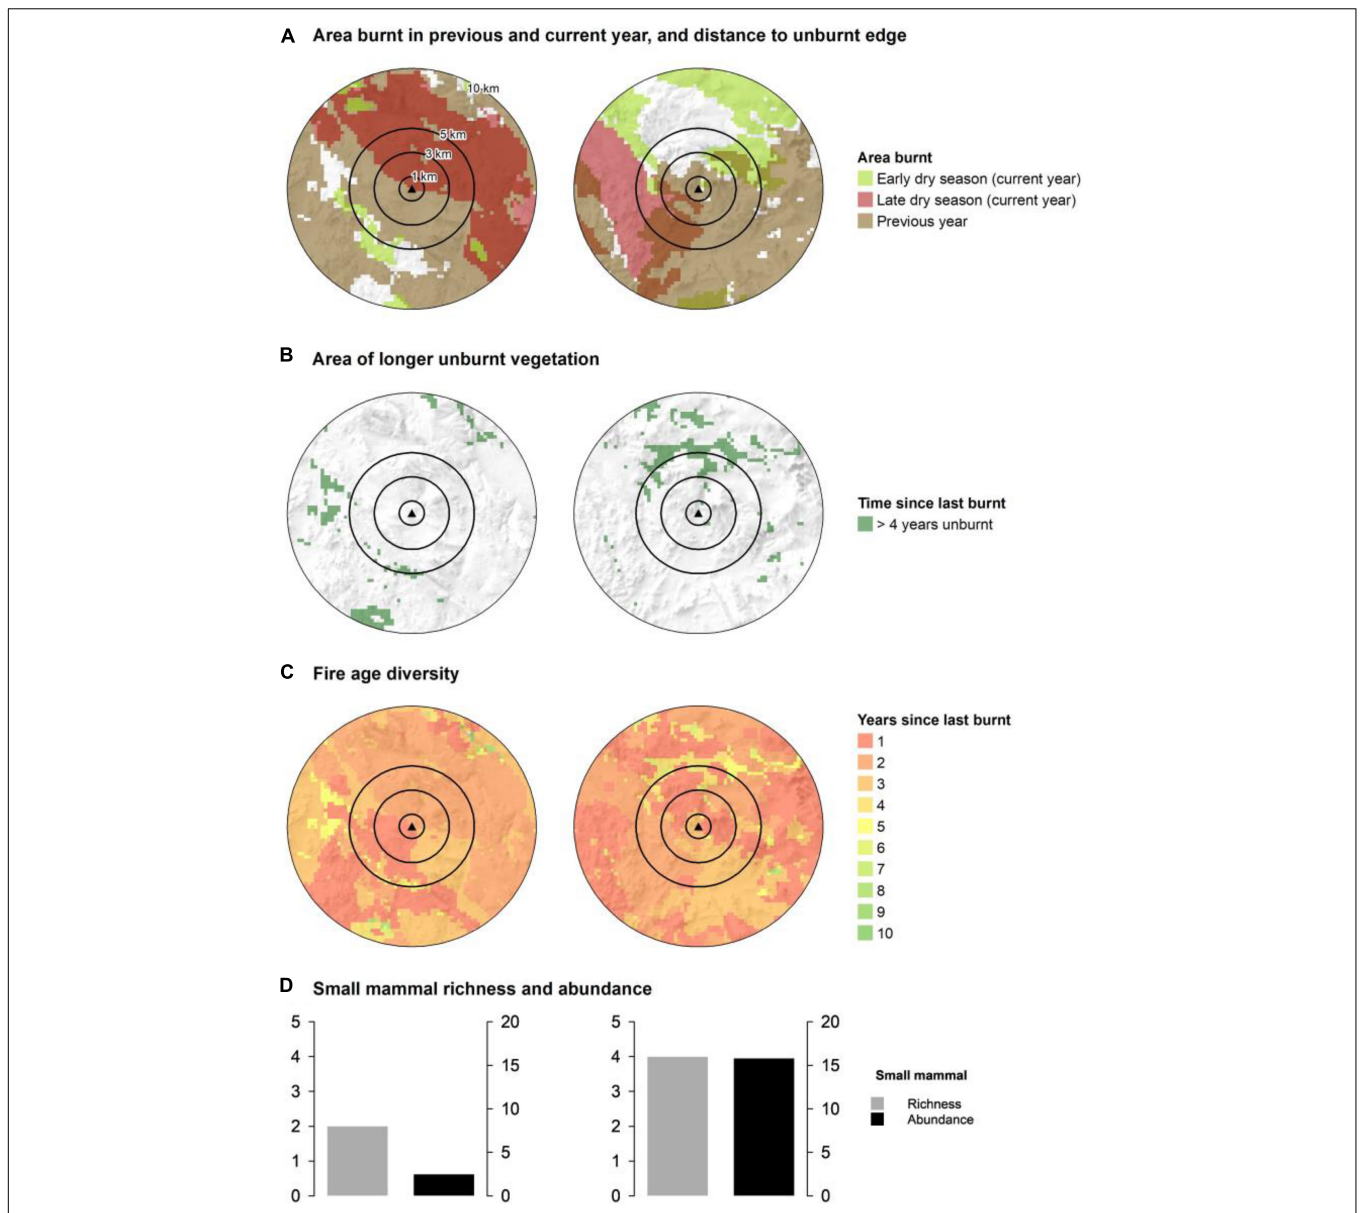 A Area burnt in previous and current year, and distance to unburnt edge
10 km
5 km
3 km
1 km
Area burnt
Early dry season (current year)
Late dry season (current year)
Previous year
B Area of longer unburnt vegetation
Time since last burnt
> 4 years unburnt
C Fire age diversity
Years since last burnt
1
2
3
4
5
6
7
8
9
10
D Small mammal richness and abundance
5
4
3
2
1
0
20
15
10
5
0
5
4
3
2
1
0
20
15
10
5
0
Small mammal
Richness
Abundance